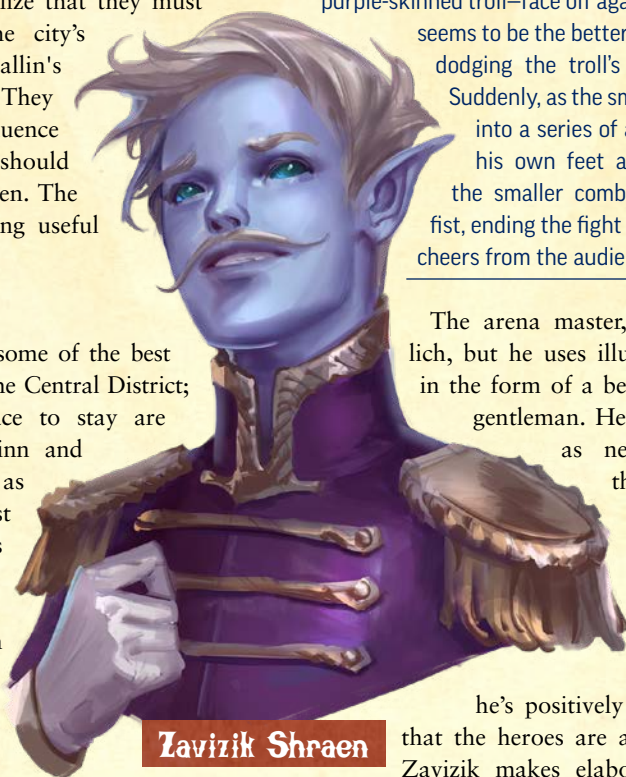 lize that they must
he city's
allin's
They
uence
should
en. The
ng useful
some of the best
he Central District;
ce to stay are
inn and
as
st
s
n
purple-skinned troll—face off aga
seems to be the better
dodging the troll's
Suddenly, as the sm
into a series of a
his own feet a
the smaller comb
fist, ending the fight
cheers from the audie
The arena master,
lich, but he uses illu
in the form of a be
gentleman. He
as ne
th
he's positively
that the heroes are a
Zavizik makes elabo
Zavizik Shraen